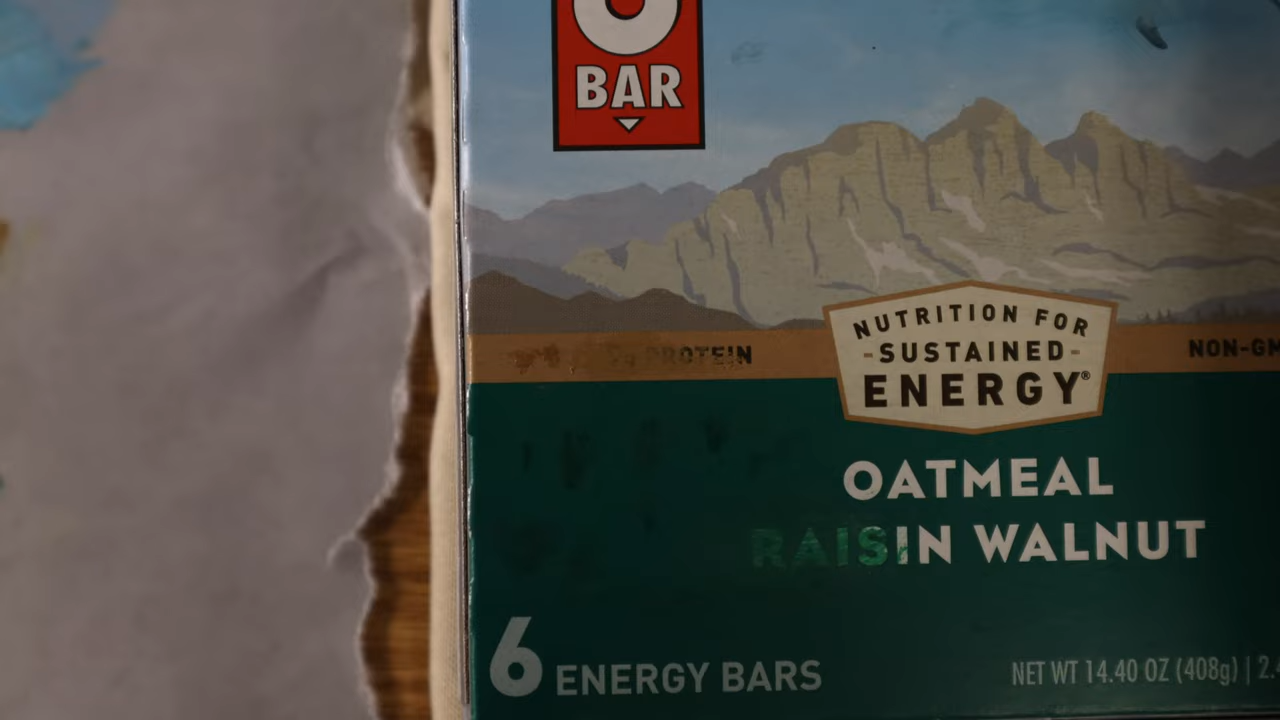 BAR
NUTRITION FOR
-SUSTAINED-
ENERGY®
PROTEIN
NON-GM
OATMEAL
RAISIN WALNUT
6 ENERGY BARS
NET WT 14.40 OZ (408g) | 2.